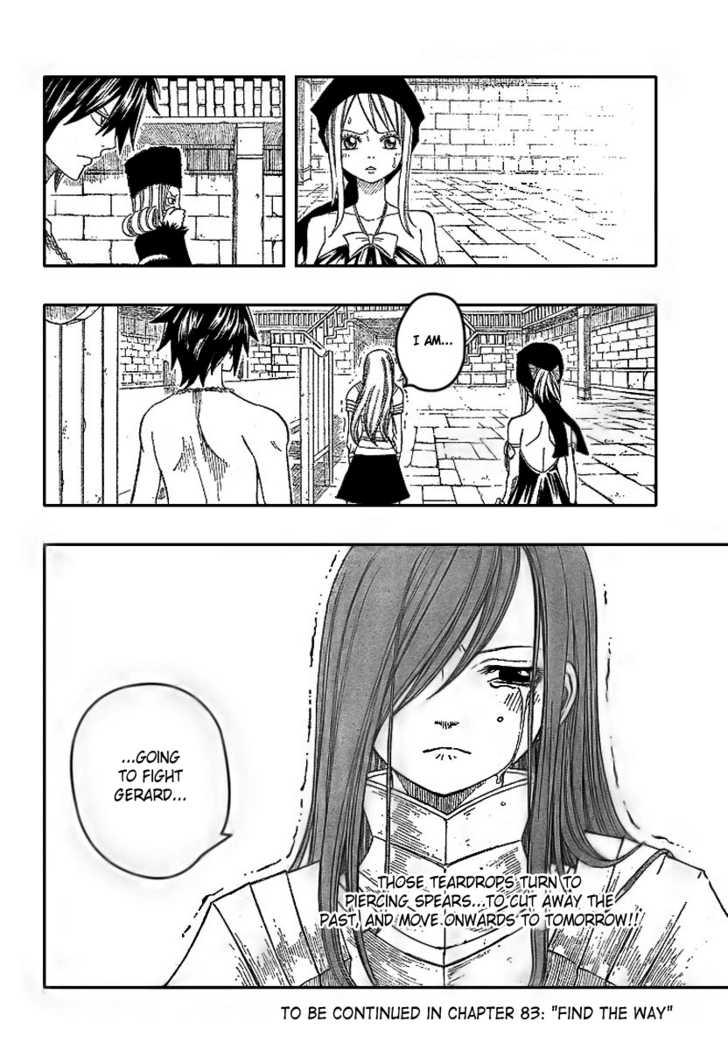 I AM...
...GOING
TO FIGHT
GERARD...
THOSE TEARDROPS TURN TO
PIERCING SPEARS...TO CUT AWAY THE
PAST, AND MOVE ONWARDS TO TOMORROW!!
TO BE CONTINUED IN CHAPTER 83: "FIND THE WAY"